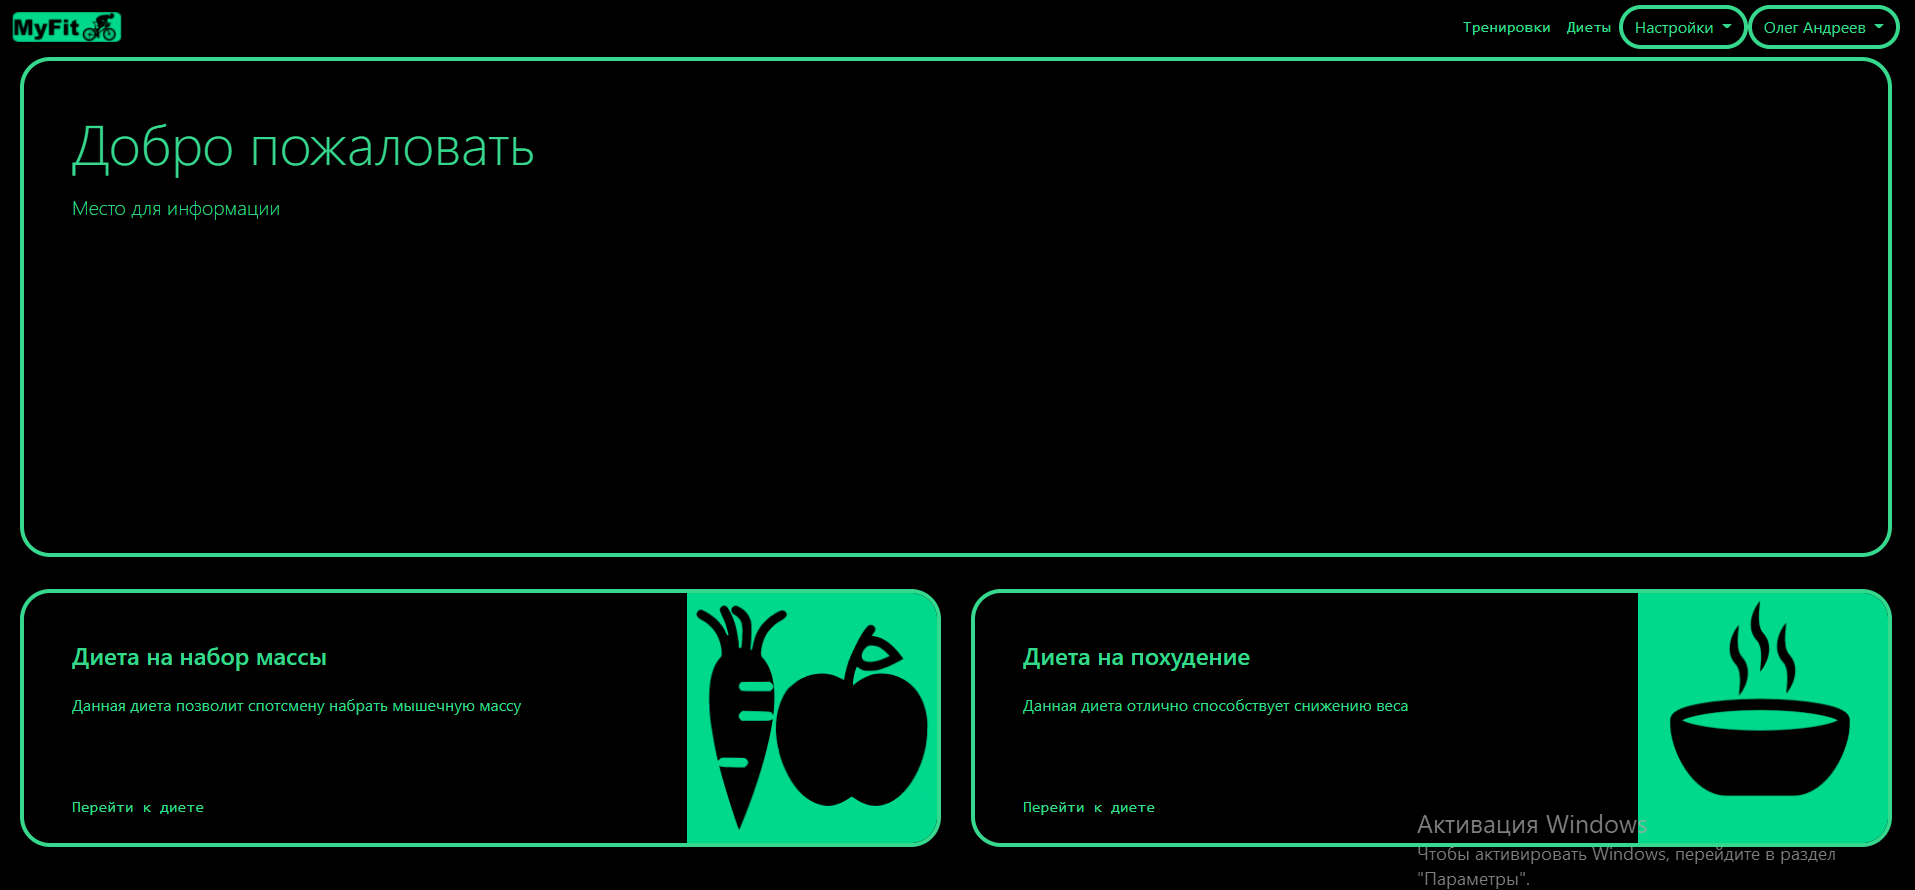 MyFit
Тренировки Диеты Настройки Олег Андреев
Добро пожаловать
Место для информации
Диета на набор массы
Данная диета позволит спотсмену набрать мышечную массу
Перейти к диете
Диета на похудение
Данная диета отлично способствует снижению веса
Перейти к диете
Активация Windows
Чтобы активировать Windows, перейдите в раздел
"Параметры".